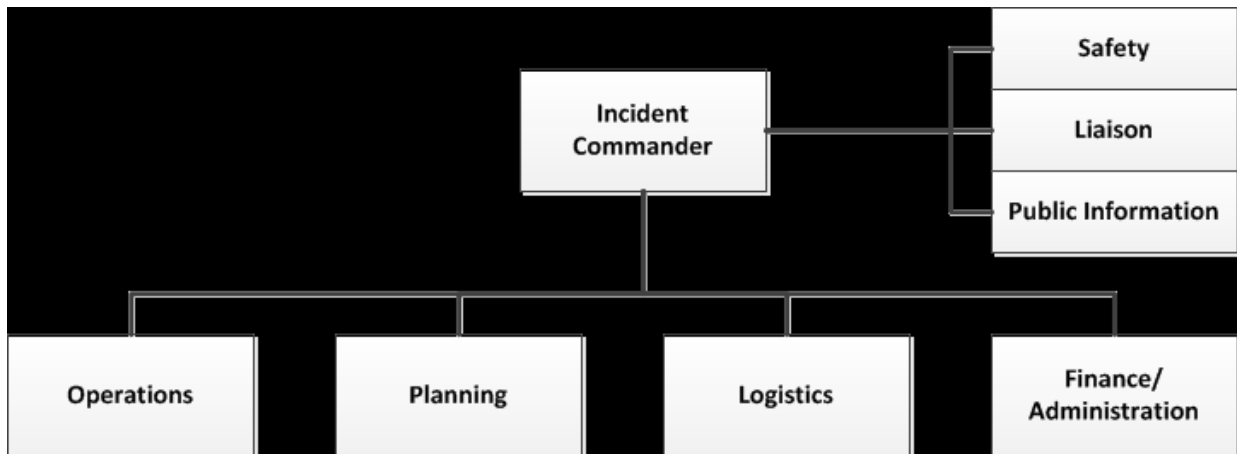 Safety
Incident
Commander
Liaison
Public Information
Operations
Planning
Logistics
Finance/
Administration